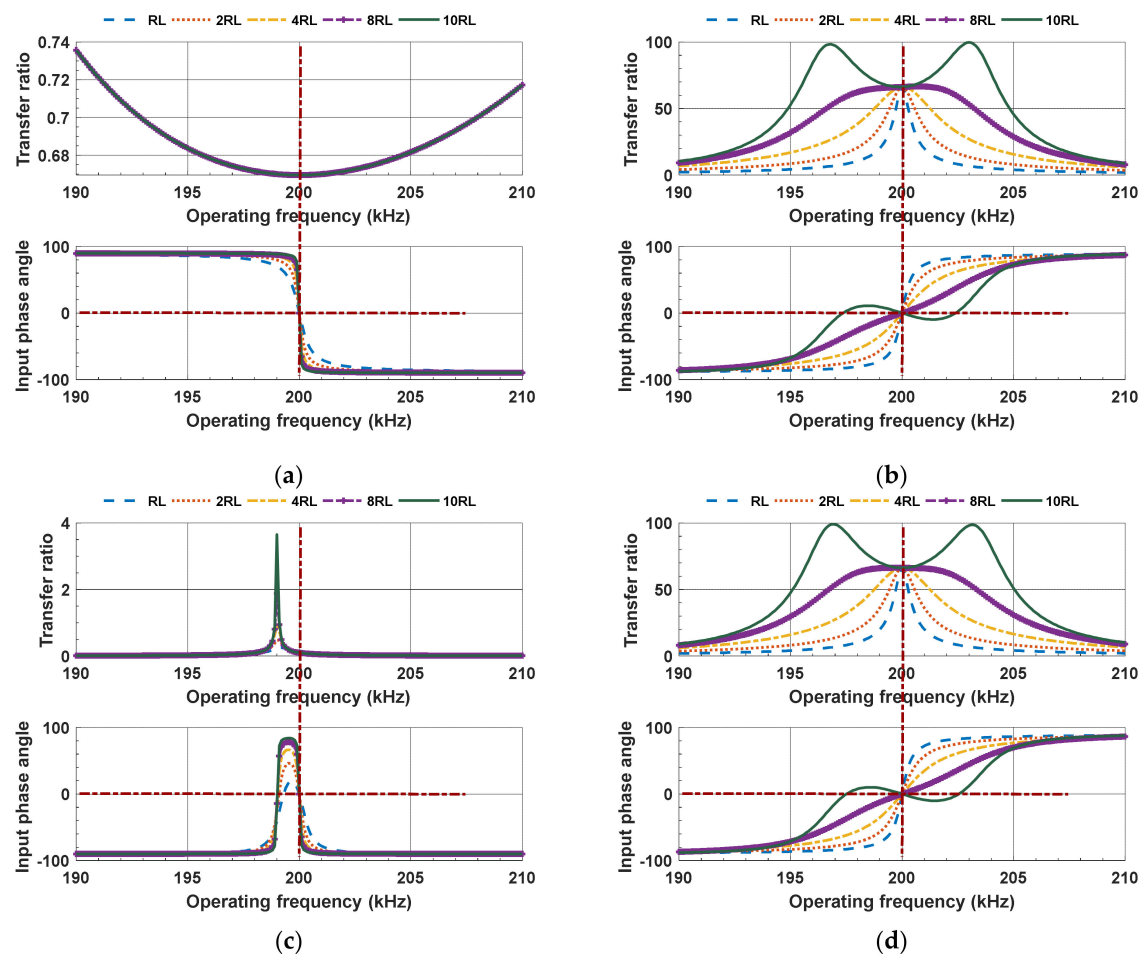 RL 2RL 4RL 8RL 10RL
0.74
0.72
0.7
0.68
Transfer ratio
190 195 200 205 210
Operating frequency (kHz)
100
0
-100
Input phase angle
190 195 200 205 210
Operating frequency (kHz)
(a)
RL 2RL 4RL 8RL 10RL
100
50
0
Transfer ratio
190 195 200 205 210
Operating frequency (kHz)
100
0
-100
Input phase angle
190 195 200 205 210
Operating frequency (kHz)
(b)
RL 2RL 4RL 8RL 10RL
4
2
0
Transfer ratio
190 195 200 205 210
Operating frequency (kHz)
100
0
-100
Input phase angle
190 195 200 205 210
Operating frequency (kHz)
(c)
RL 2RL 4RL 8RL 10RL
100
50
0
Transfer ratio
190 195 200 205 210
Operating frequency (kHz)
100
0
-100
Input phase angle
190 195 200 205 210
Operating frequency (kHz)
(d)